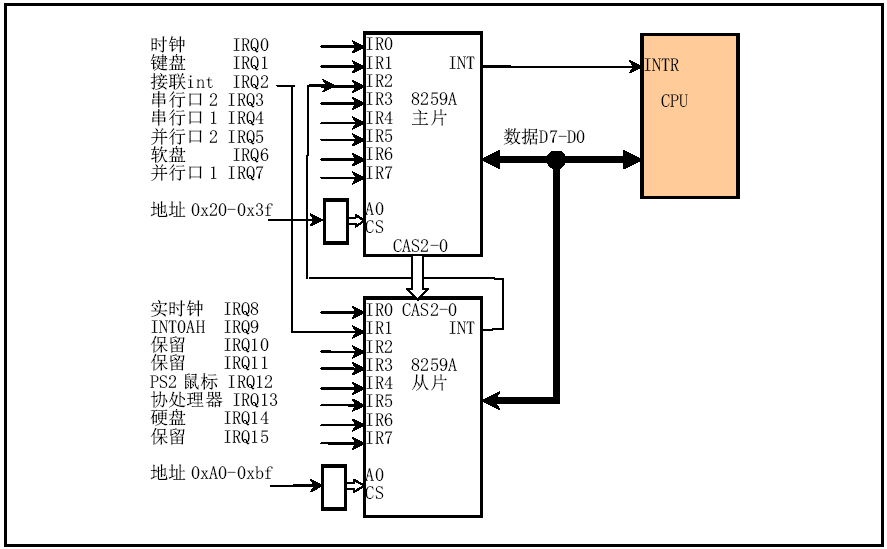 时钟 IRQ0
键盘 IRQ1
接联int IRQ2
串行口 2 IRQ3
串行口 1 IRQ4
并行口 2 IRQ5
软盘 IRQ6
并行口 1 IRQ7
地址 0x20-0x3f
IR0
IR1
IR2
IR3
IR4
IR5
IR6
IR7
A0
CS
INT
8259A
主片
CAS2-0
INTR
CPU
数据D7-D0
实时钟 IRQ8
INT0AH IRQ9
保留 IRQ10
保留 IRQ11
PS2 鼠标 IRQ12
协处理器 IRQ13
硬盘 IRQ14
保留 IRQ15
地址 0xA0-0xbf
IR0 CAS2-0
IR1
IR2
IR3
IR4
IR5
IR6
IR7
A0
CS
INT
8259A
从片